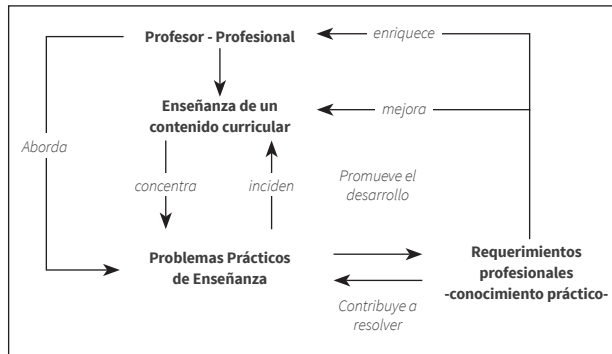 Profesor - Profesional
enriquece
Enseñanza de un
contenido curricular
mejora
Aborda
concentra
inciden
Promueve el
desarrollo
Problemas Prácticos
de Enseñanza
Requerimientos
profesionales
-conocimiento práctico-
Contribuye a
resolver